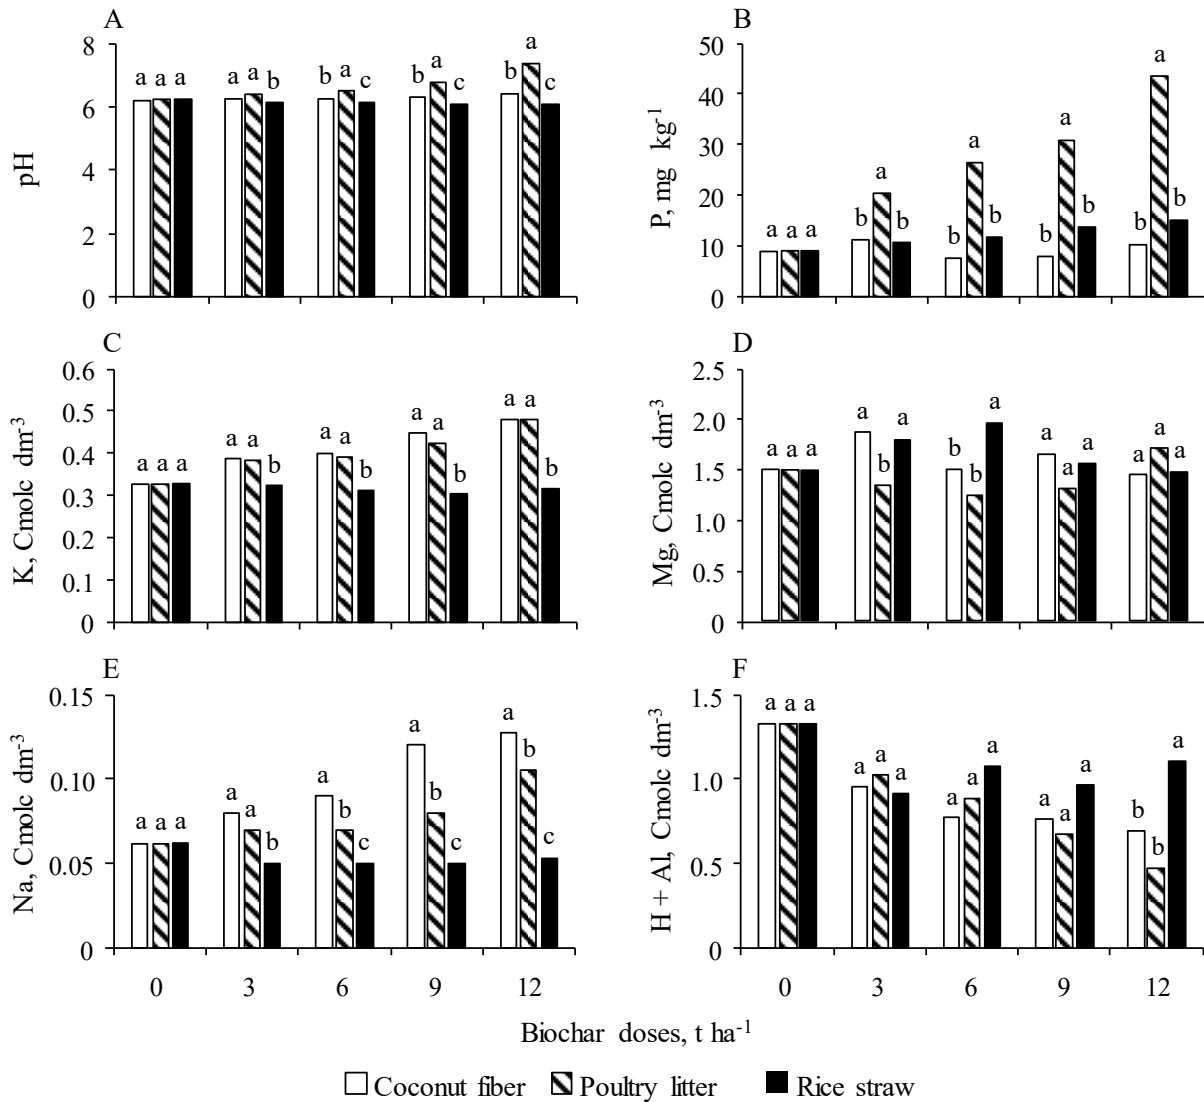 A
pH
8
6
4
2
0
a a a
a a b
b a c
b a c
b a c
B
P, mg kg-1
50
40
30
20
10
0
a a a
b a b
b a b
b a b
b a b
C
K, Cmolc dm-3
0.6
0.5
0.4
0.3
0.2
0.1
0
a a a
a a b
a a b
a a b
a a b
D
Mg, Cmolc dm-3
2.5
2.0
1.5
1.0
0.5
0
a a a
a b a
b b a
a a a
a a a
E
Na, Cmolc dm-3
0.15
0.10
0.05
0
a a a
a a b
a b c
a b c
a b c
0 3 6 9 12
F
H + Al, Cmolc dm-3
1.5
1.0
0.5
0
a a a
a a a
a a a
a a a
b b a
0 3 6 9 12
Biochar doses, t ha-1
Coconut fiber Poultry litter Rice straw